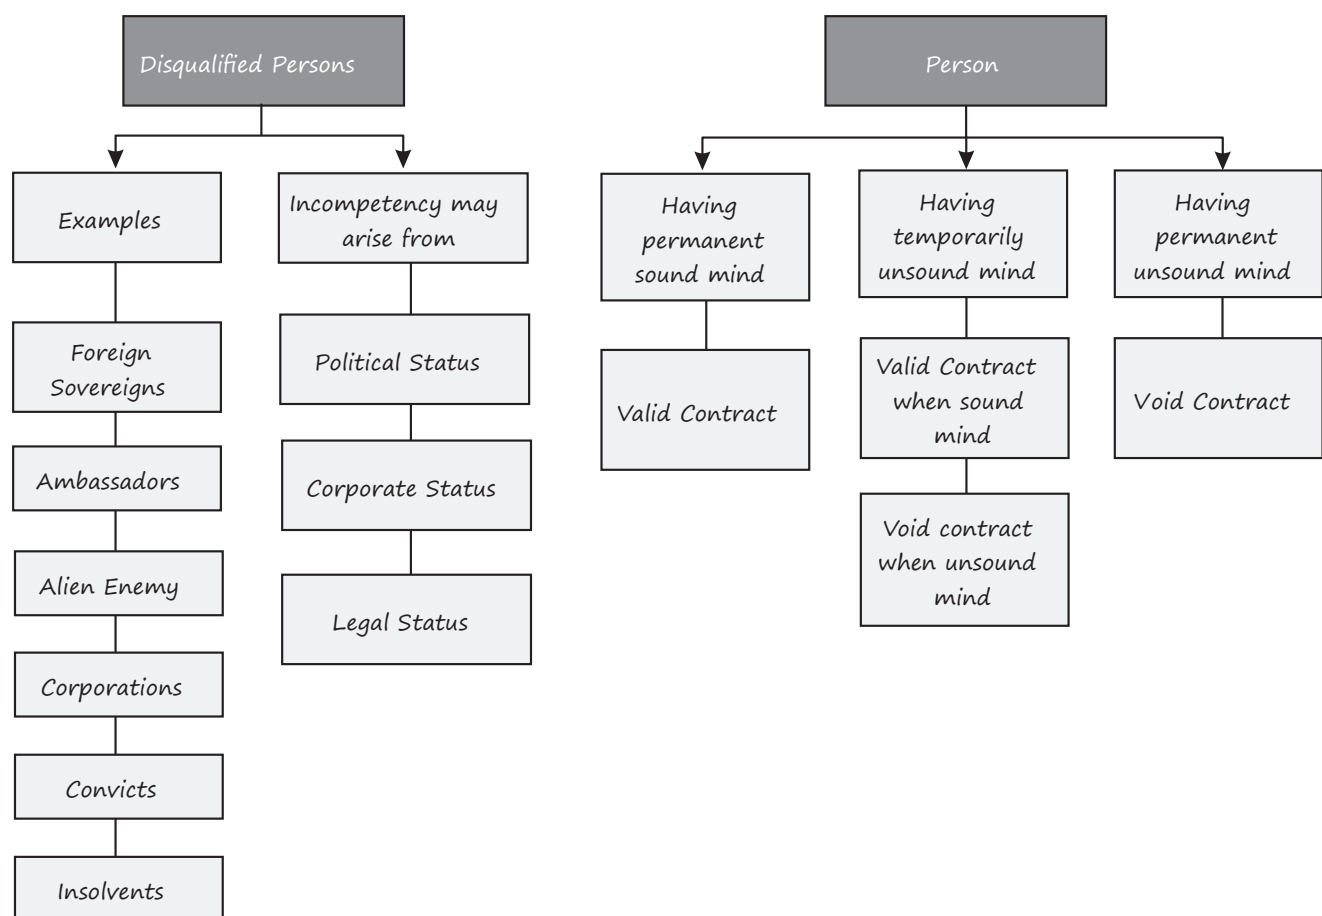 Disqualified Persons
Examples
Foreign
Sovereigns
Ambassadors
Alien Enemy
Corporations
Convicts
Insolvents
Incompetency may
arise from
Political Status
Corporate Status
Legal Status
Person
Having
permanent
sound mind
Valid Contract
Having
temporarily
unsound mind
Valid Contract
when sound
mind
Void contract
when unsound
mind
Having
permanent
unsound mind
Void Contract